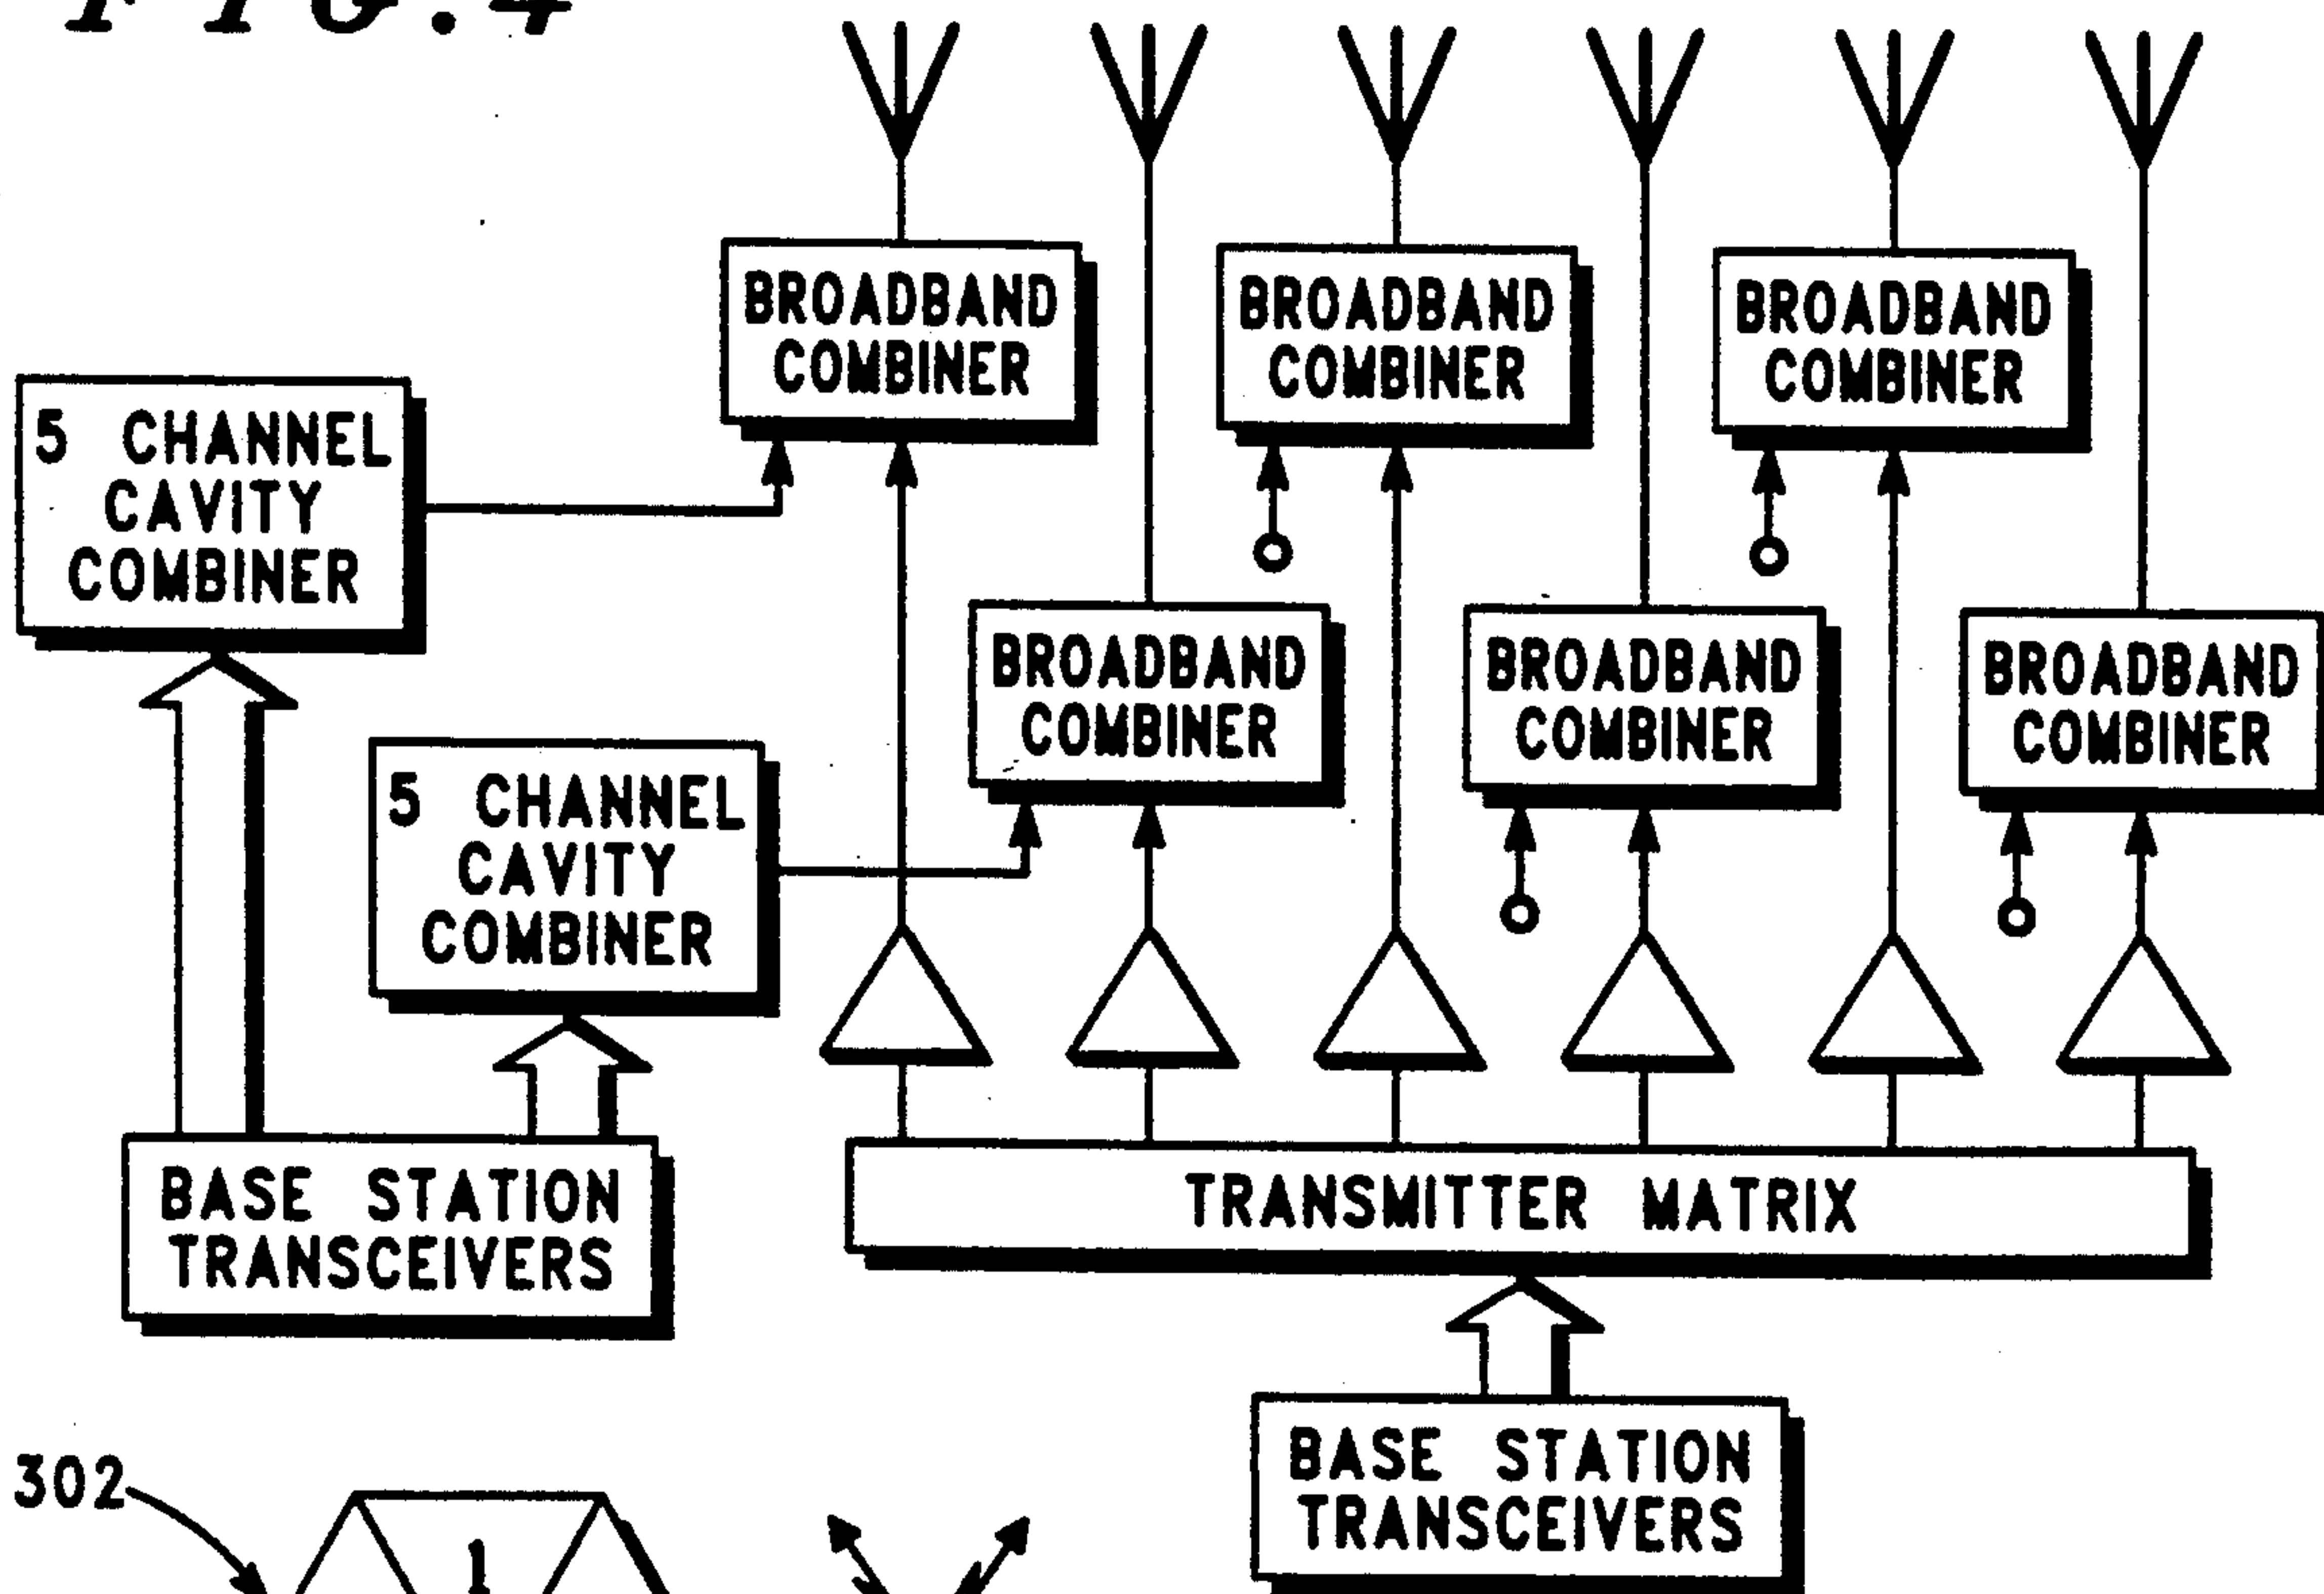 FIG.4
BROADBAND
COMBINER
BROADBAND
COMBINER
BROADBAND
COMBINER
5 CHANNEL
CAVITY
COMBINER
BROADBAND
COMBINER
BROADBAND
COMBINER
BROADBAND
COMBINER
5 CHANNEL
CAVITY
COMBINER
BASE STATION
TRANSCEIVERS
TRANSMITTER MATRIX
BASE STATION
TRANSCEIVERS
302
1